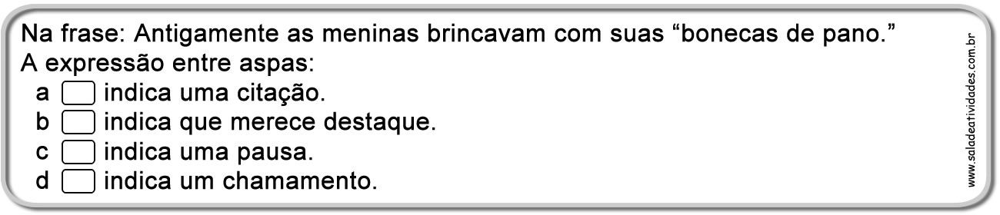 Na frase: Antigamente as meninas brincavam com suas “bonecas de pano.”
A expressão entre aspas:
a indica uma citação.
b indica que merece destaque.
c indica uma pausa.
d indica um chamamento.
www.saladeatividades.com.br